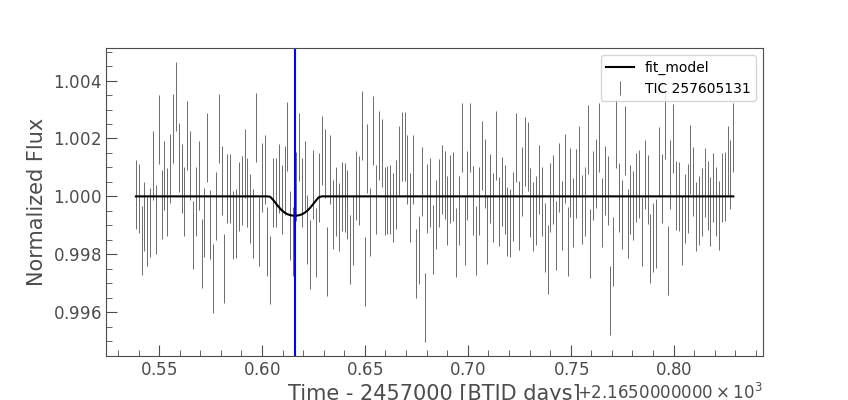 fit_model
TIC 257605131
1.004
1.002
1.000
0.998
0.996
Normalized Flux
0.55 0.60 0.65 0.70 0.75 0.80
Time - 2457000 [BTJD days]
+2.1650000000 × 10³